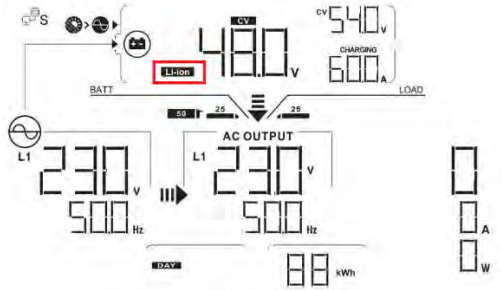 S
CV 48.0 V
CV 54.0 V
Li-ion
CHARGING
60.0 A
BATT
LOAD
50 25 25
AC OUTPUT
L1 230 V
L1 230 V
0
50.0 Hz
50.0 Hz
0 A
0 W
DAY
88 kWh